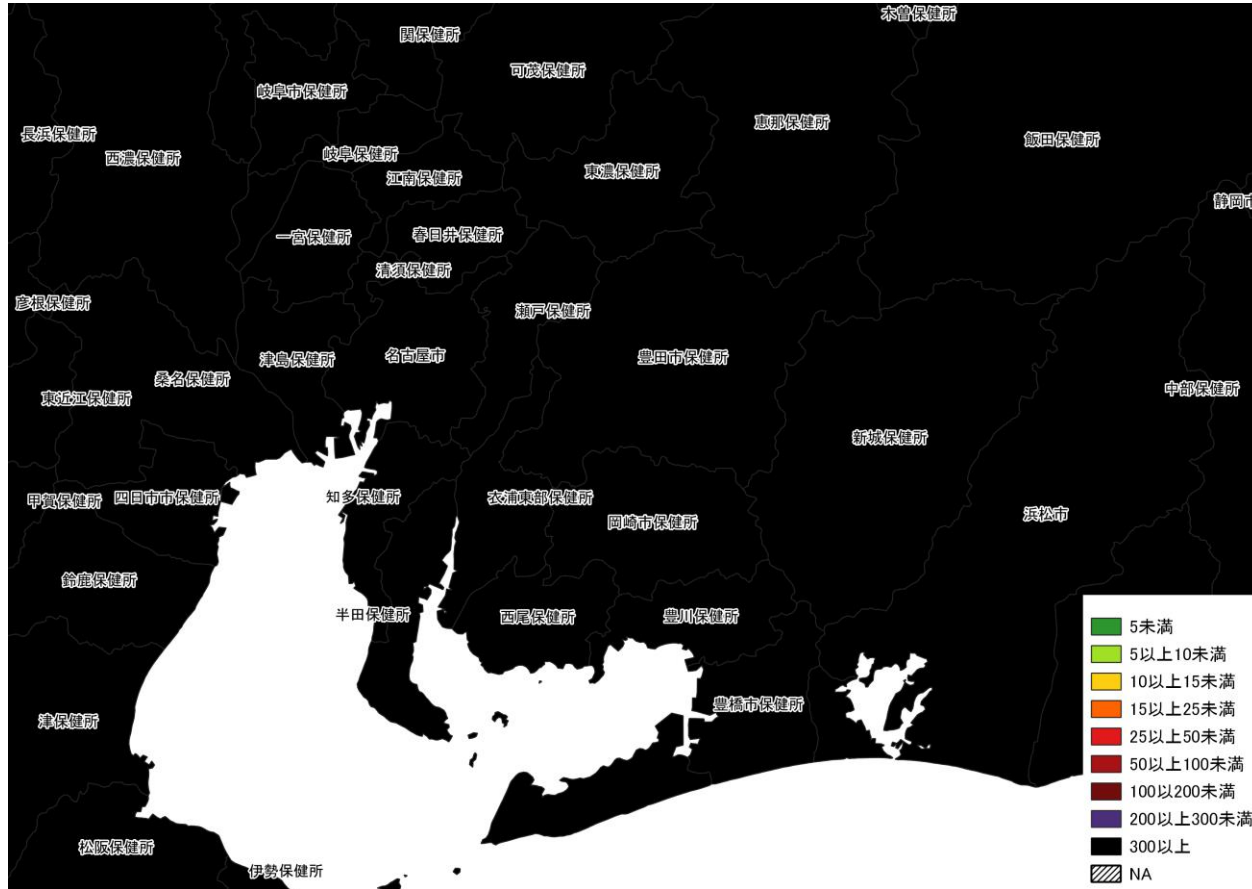 木曽保健所
関保健所
可茂保健所
岐阜市保健所
恵那保健所
長浜保健所
飯田保健所
西濃保健所
岐阜保健所
東濃保健所
江南保健所
静岡市
春日井保健所
一宮保健所
清須保健所
彦根保健所
瀬戸保健所
名古屋市
豊田市保健所
津島保健所
桑名保健所
中部保健所
東近江保健所
新城保健所
甲賀保健所
四日市市保健所
知多保健所
衣浦東部保健所
浜松市
岡崎市保健所
鈴鹿保健所
半田保健所
西尾保健所
豊川保健所
豊橋市保健所
津保健所
松阪保健所
伊勢保健所
5未満
5以上10未満
10以上15未満
15以上25未満
25以上50未満
50以上100未満
100以200未満
200以上300未満
300以上
NA